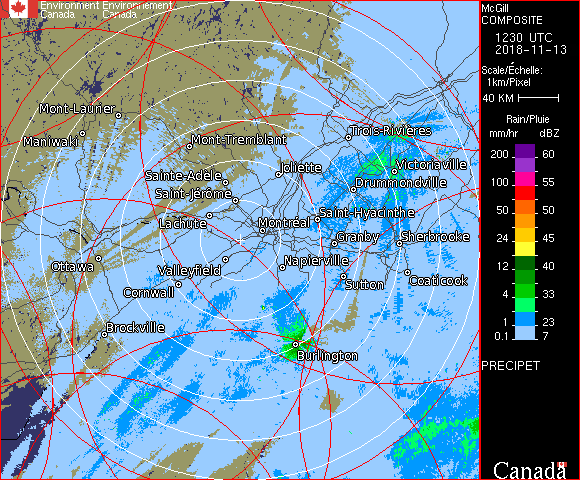 Environment Environnement
Canada Canada
McGill
COMPOSITE
1230 UTC
2018-11-13
Scale/Échelle:
1km/Pixel
40 KM
Rain/Pluie
mm/hr dBZ
200 60
100 55
50 50
24 45
12 40
4 33
1 23
0.1 7
PRECIPET
Canada
Mont-Laurier
Maniwaki
Mont-Tremblant
Trois-Rivières
Victoriaville
Sainte-Adèle
Joliette
Drummondville
Saint-Jérôme
Lachute
Montréal
Saint-Hyacinthe
Granby
Sherbrooke
Ottawa
Valleyfield
Napierville
Sutton
Coaticook
Cornwall
Brockville
Burlington